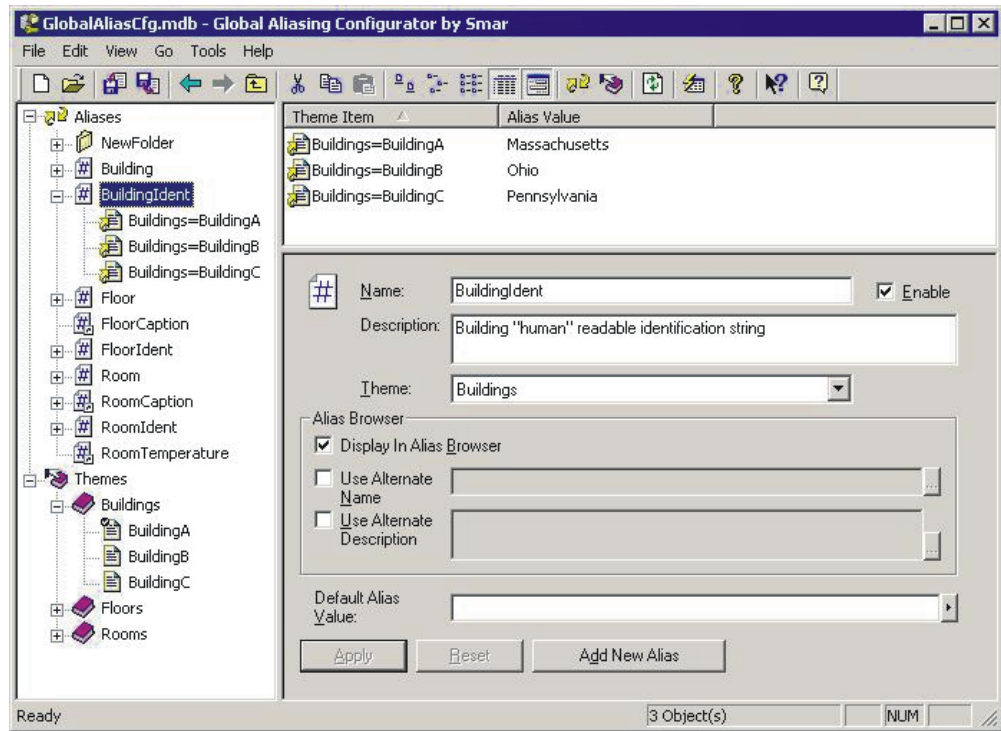 GlobalAliasCfg.mdb - Global Aliasing Configurator by Smar
File Edit View Go Tools Help
Aliases
NewFolder
Building
BuildingIdent
Buildings=BuildingA
Buildings=BuildingB
Buildings=BuildingC
Floor
FloorCaption
FloorIdent
Room
RoomCaption
RoomIdent
RoomTemperature
Themes
Buildings
BuildingA
BuildingB
BuildingC
Floors
Rooms
Theme Item Alias Value
Buildings=BuildingA Massachusetts
Buildings=BuildingB Ohio
Buildings=BuildingC Pennsylvania
Name: BuildingIdent Enable
Description: Building "human" readable identification string
Theme: Buildings
Alias Browser
Display In Alias Browser
Use Alternate
Name
...
Use Alternate
Description
...
Default Alias
Value:
Apply Reset Add New Alias
Ready 3 Object(s) NUM